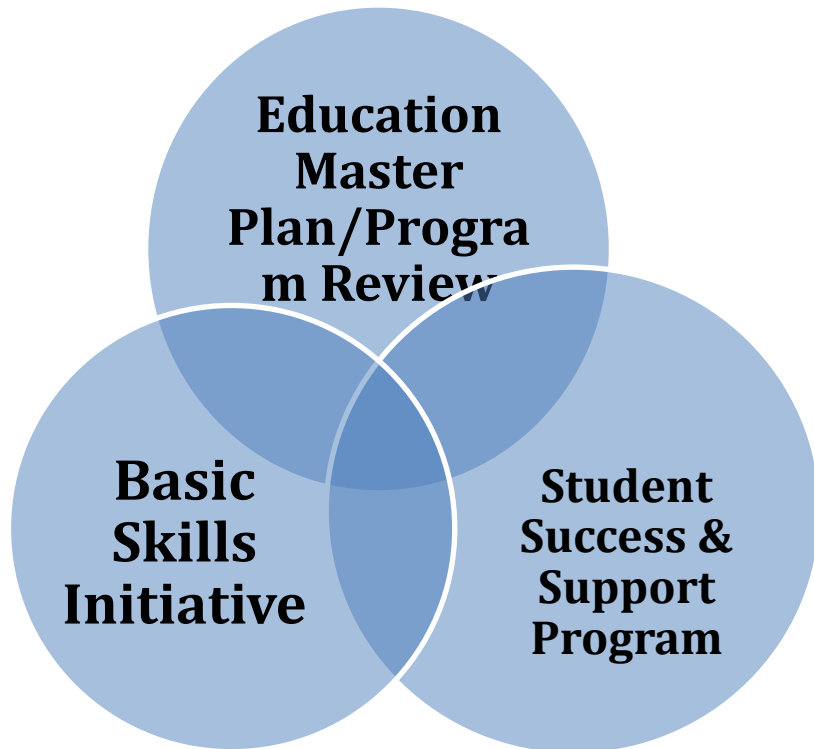 Education
Master
Plan/Progra
m Review
Basic
Skills
Initiative
Student
Success &
Support
Program